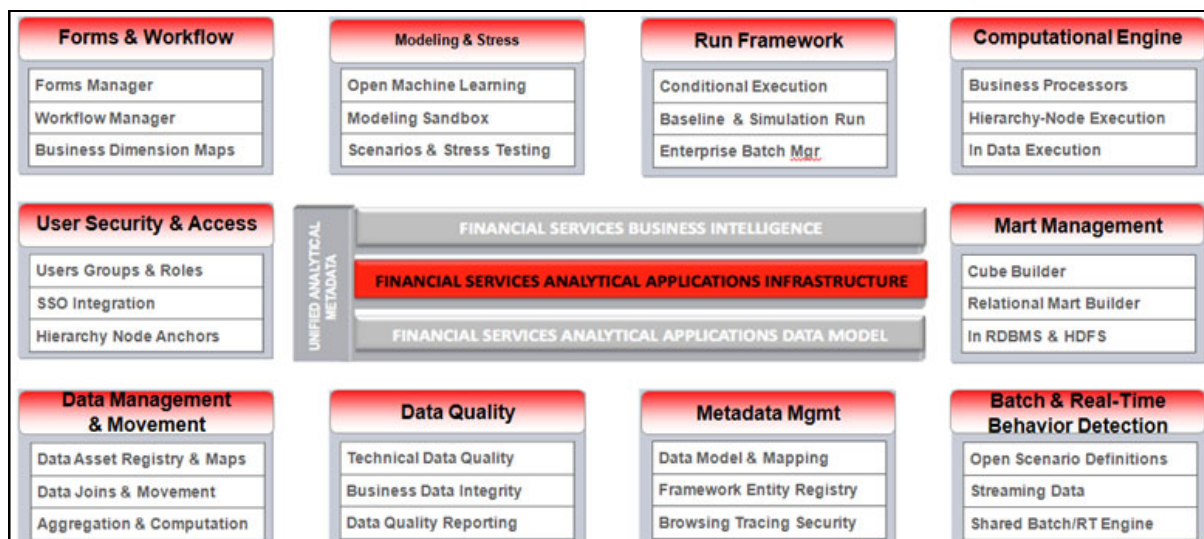 Forms & Workflow
Forms Manager
Workflow Manager
Business Dimension Maps
Modeling & Stress
Open Machine Learning
Modeling Sandbox
Scenarios & Stress Testing
Run Framework
Conditional Execution
Baseline & Simulation Run
Enterprise Batch Mgr
Computational Engine
Business Processors
Hierarchy-Node Execution
In Data Execution
User Security & Access
Users Groups & Roles
SSO Integration
Hierarchy Node Anchors
UNIFIED ANALYTICAL
METADATA
FINANCIAL SERVICES BUSINESS INTELLIGENCE
FINANCIAL SERVICES ANALYTICAL APPLICATIONS INFRASTRUCTURE
FINANCIAL SERVICES ANALYTICAL APPLICATIONS DATA MODEL
Mart Management
Cube Builder
Relational Mart Builder
In RDBMS & HDFS
Data Management
& Movement
Data Asset Registry & Maps
Data Joins & Movement
Aggregation & Computation
Data Quality
Technical Data Quality
Business Data Integrity
Data Quality Reporting
Metadata Mgmt
Data Model & Mapping
Framework Entity Registry
Browsing Tracing Security
Batch & Real-Time
Behavior Detection
Open Scenario Definitions
Streaming Data
Shared Batch/RT Engine